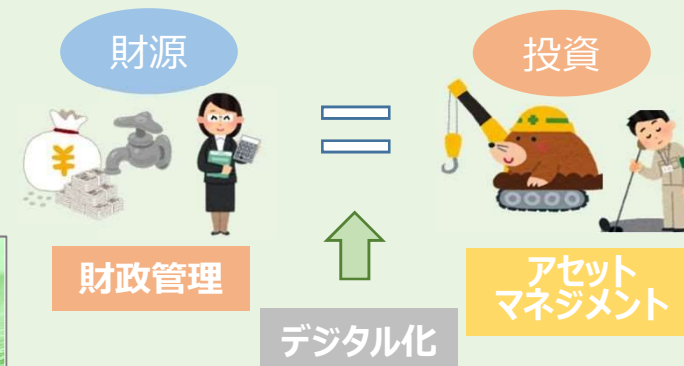 財源
投資
¥
財政管理
アセット
マネジメント
デジタル化